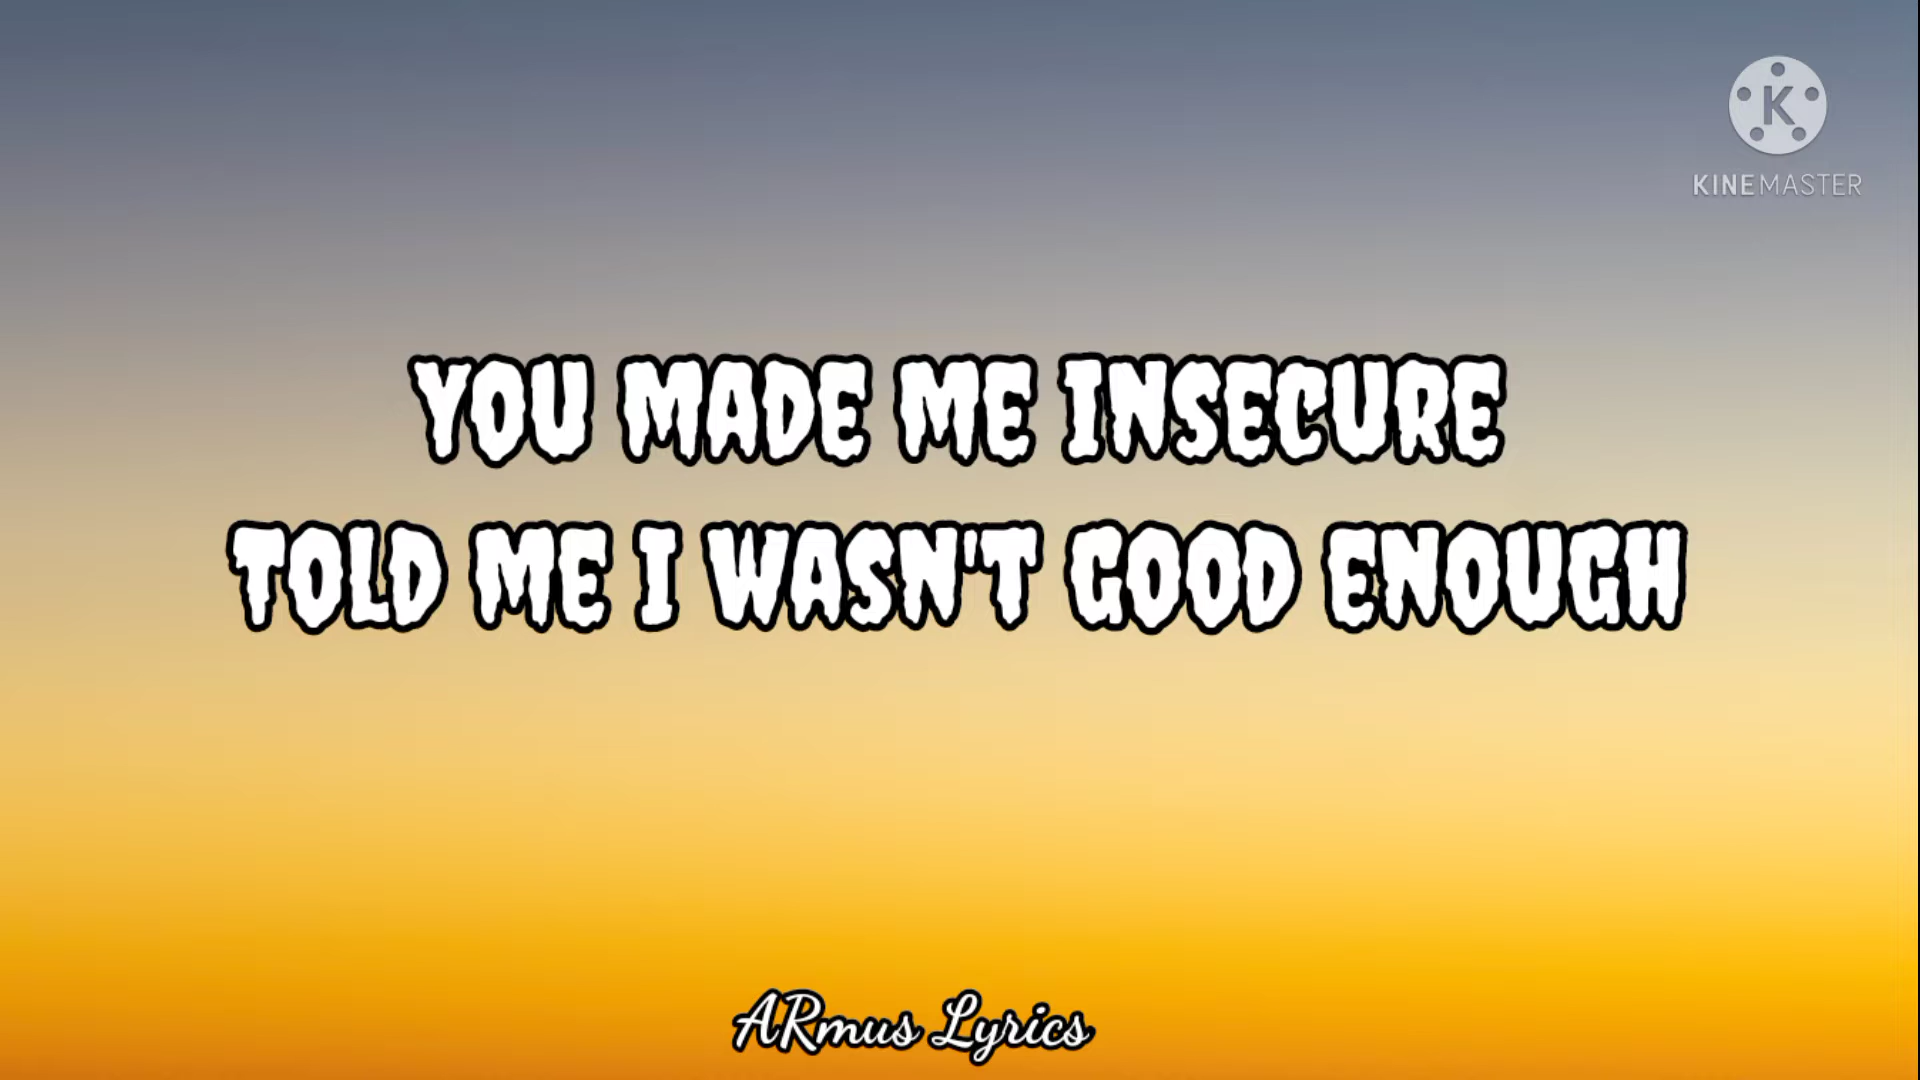 K
KINEMASTER
YOU MADE ME INSECURE
TOLD ME I WASN'T GOOD ENOUGH
ARmus Lyrics